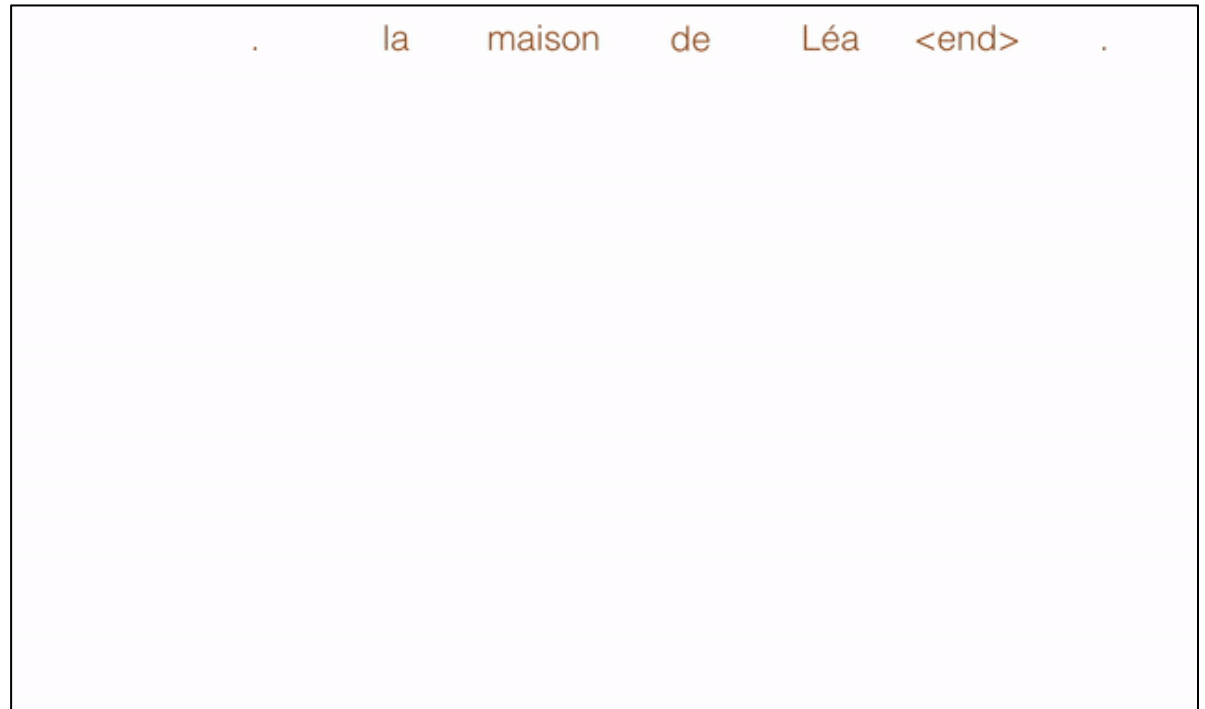 . la maison de Léa <end> .